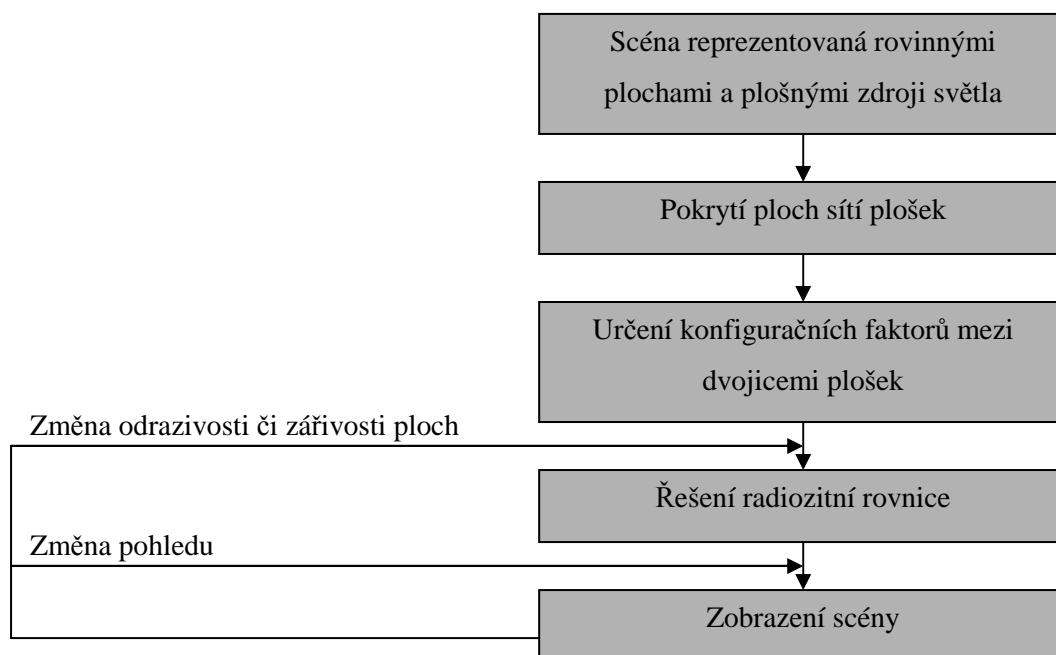 Scéna reprezentovaná rovinnými
plochami a plošnými zdroji světla
Pokrytí ploch sítí plošek
Určení konfiguračních faktorů mezi
dvojicemi plošek
Změna odrazivosti či zářivosti ploch
Řešení radiozitní rovnice
Změna pohledu
Zobrazení scény